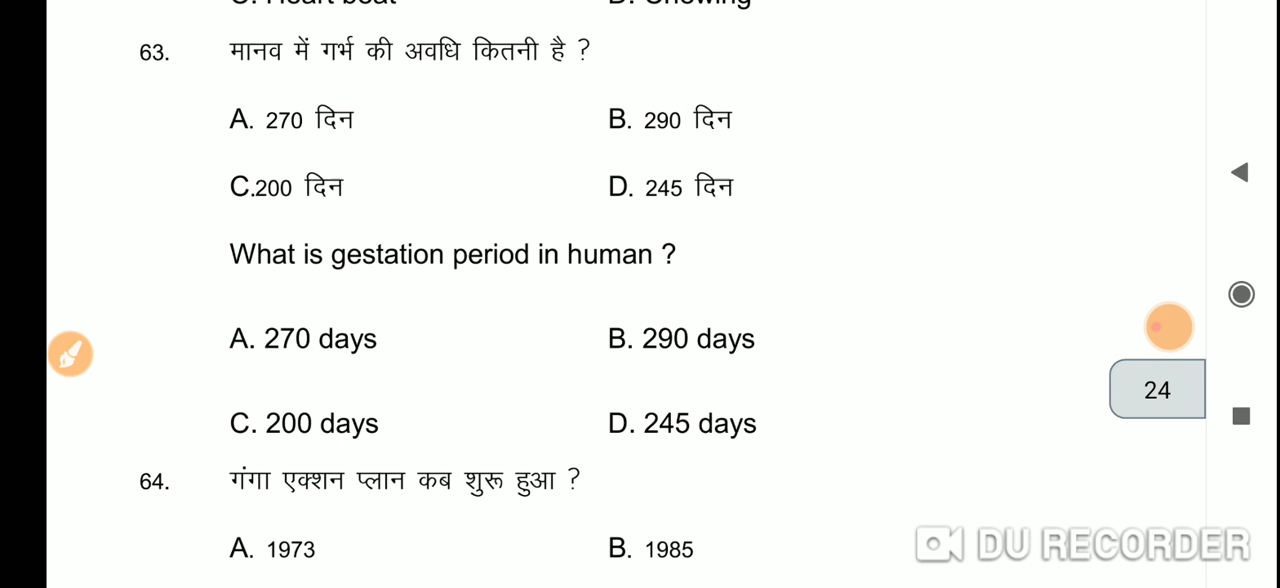 63. मानव में गर्भ की अवधि कितनी है ?
A. 270 दिन B. 290 दिन
C.200 दिन D. 245 दिन
What is gestation period in human ?
A. 270 days B. 290 days
24
C. 200 days D. 245 days
64. गंगा एक्शन प्लान कब शुरू हुआ ?
A. 1973 B. 1985
DU RECORDER